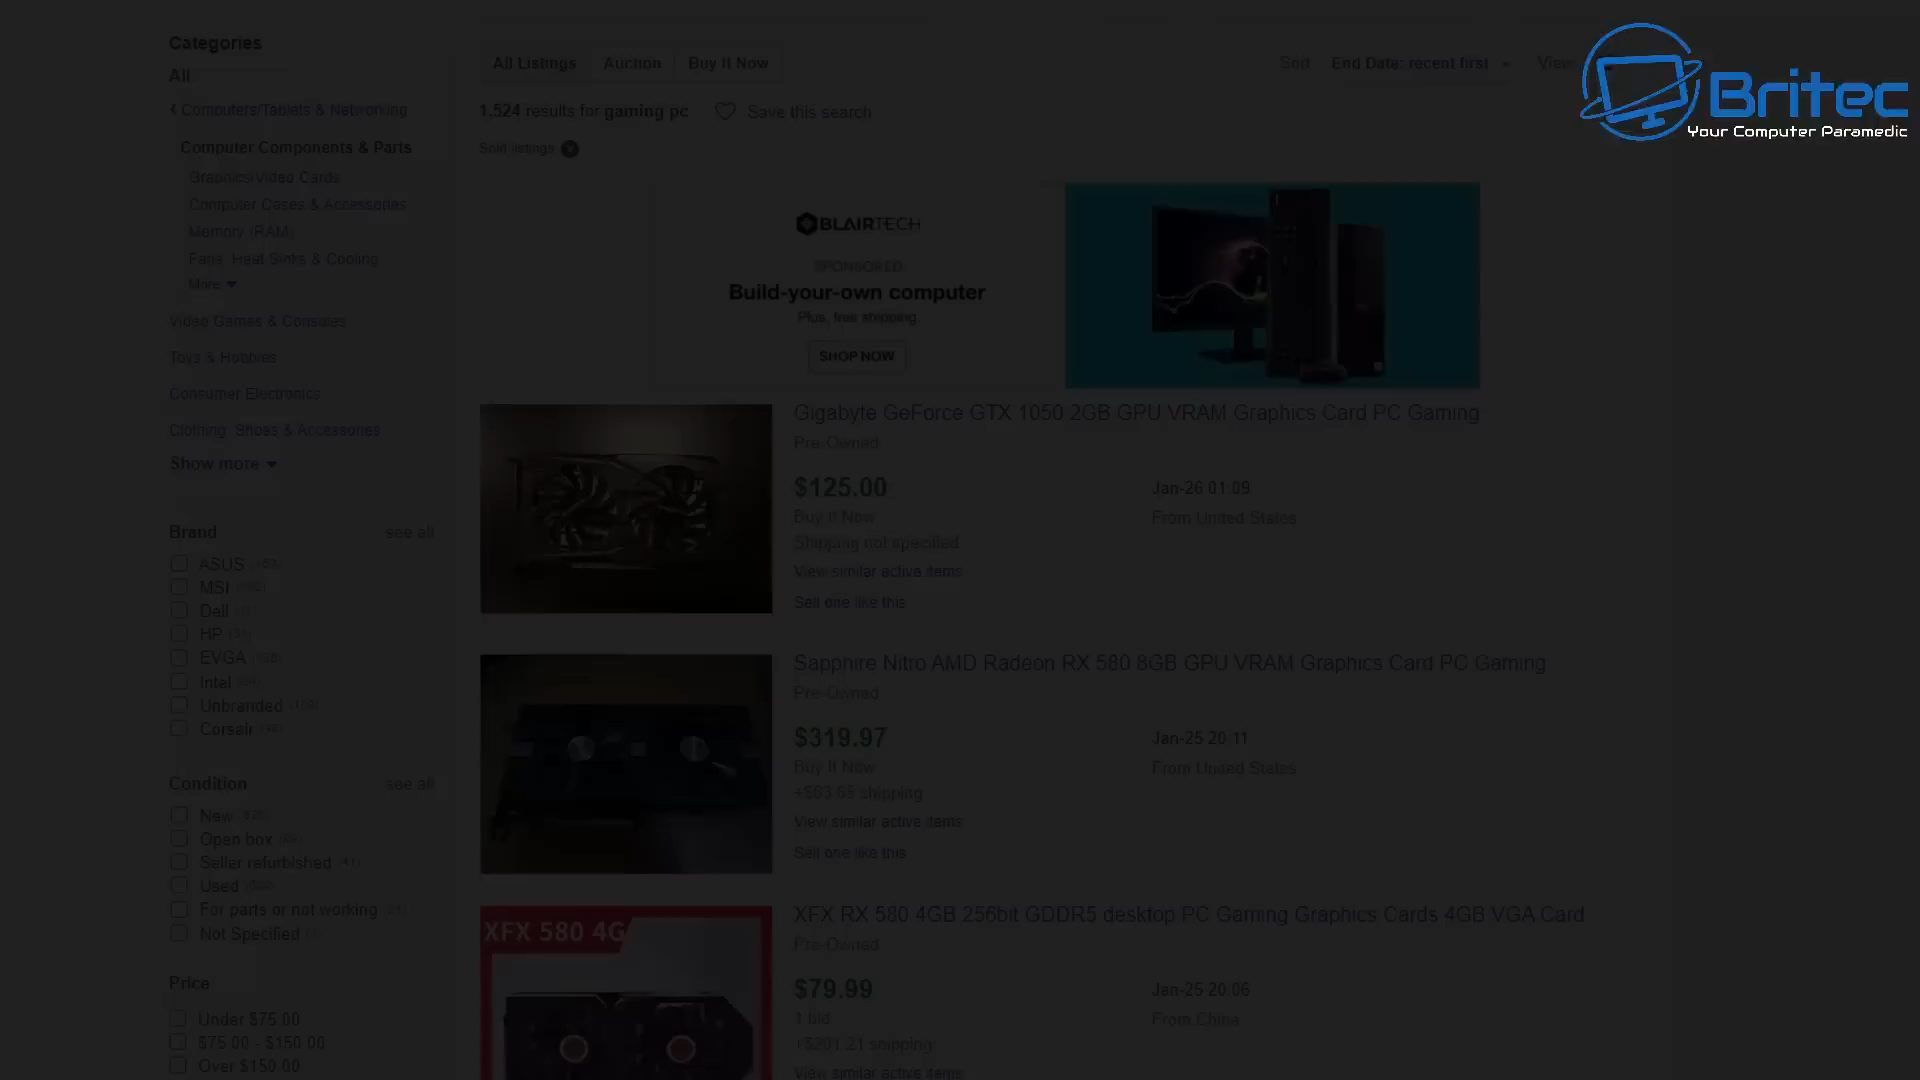 Categories
All
Computers/Tablets & Networking
Computer Components & Parts
Graphics/Video Cards
Computer Cases & Accessories
Memory (RAM)
Fans, Heat Sinks & Cooling
More
Video Games & Consoles
Toys & Hobbies
Consumer Electronics
Clothing, Shoes & Accessories
Show more
Brand see all
ASUS
MSI
Dell
HP
EVGA
Intel
Unbranded
Corsair
Condition see all
New
Open box
Seller refurbished
Used
For parts or not working
Not Specified
Price
Under $75.00
$75.00 - $150.00
Over $150.00
All Listings Auction Buy It Now
Sort End Date: recent first View
1,524 results for gaming pc Save this search
Sold listings
BLAIRTECH
SPONSORED
Build-your-own computer
Plus, free shipping.
SHOP NOW
Gigabyte GeForce GTX 1050 2GB GPU VRAM Graphics Card PC Gaming
Pre-Owned
$125.00 Jan-26 01:09
Buy It Now From United States
Shipping not specified
View similar active items
Sell one like this
Sapphire Nitro AMD Radeon RX 580 8GB GPU VRAM Graphics Card PC Gaming
Pre-Owned
$319.97 Jan-25 20:11
Buy It Now From United States
shipping
View similar active items
Sell one like this
XFX 580 4G
XFX RX 580 4GB 256bit GDDR5 desktop PC Gaming Graphics Cards 4GB VGA Card
Pre-Owned
$79.99 Jan-25 20:06
1 bid From China
+$201.21 shipping
View similar active items
Britec
Your Computer Paramedic